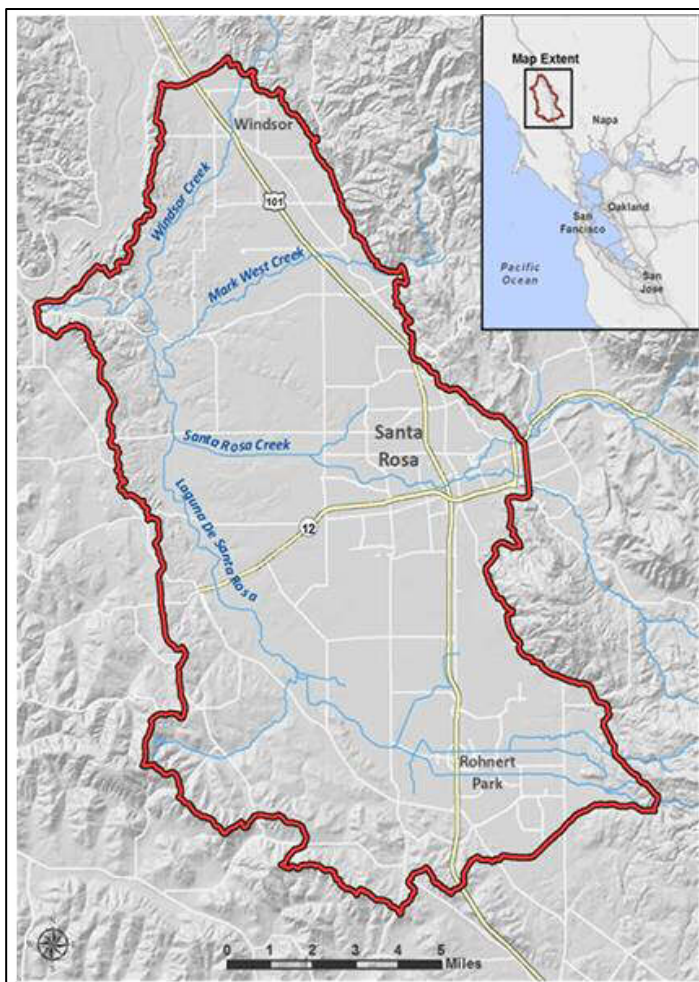 Map Extent
Napa
Oakland
San
Fancisco
San
Jose
Pacific
Ocean
Windsor
Windsor Creek
101
Mark West Creek
Santa
Rosa
Santa Rosa Creek
12
Laguna De Santa Rosa
Rohnert
Park
N
0 1 2 3 4 5
Miles